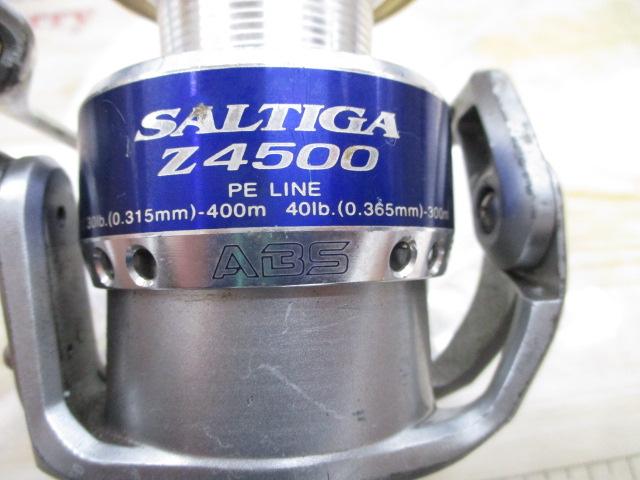 SALTIGA
Z4500
PE LINE
30lb.(0.315mm)-400m 40lb.(0.365mm)-300m
ABS